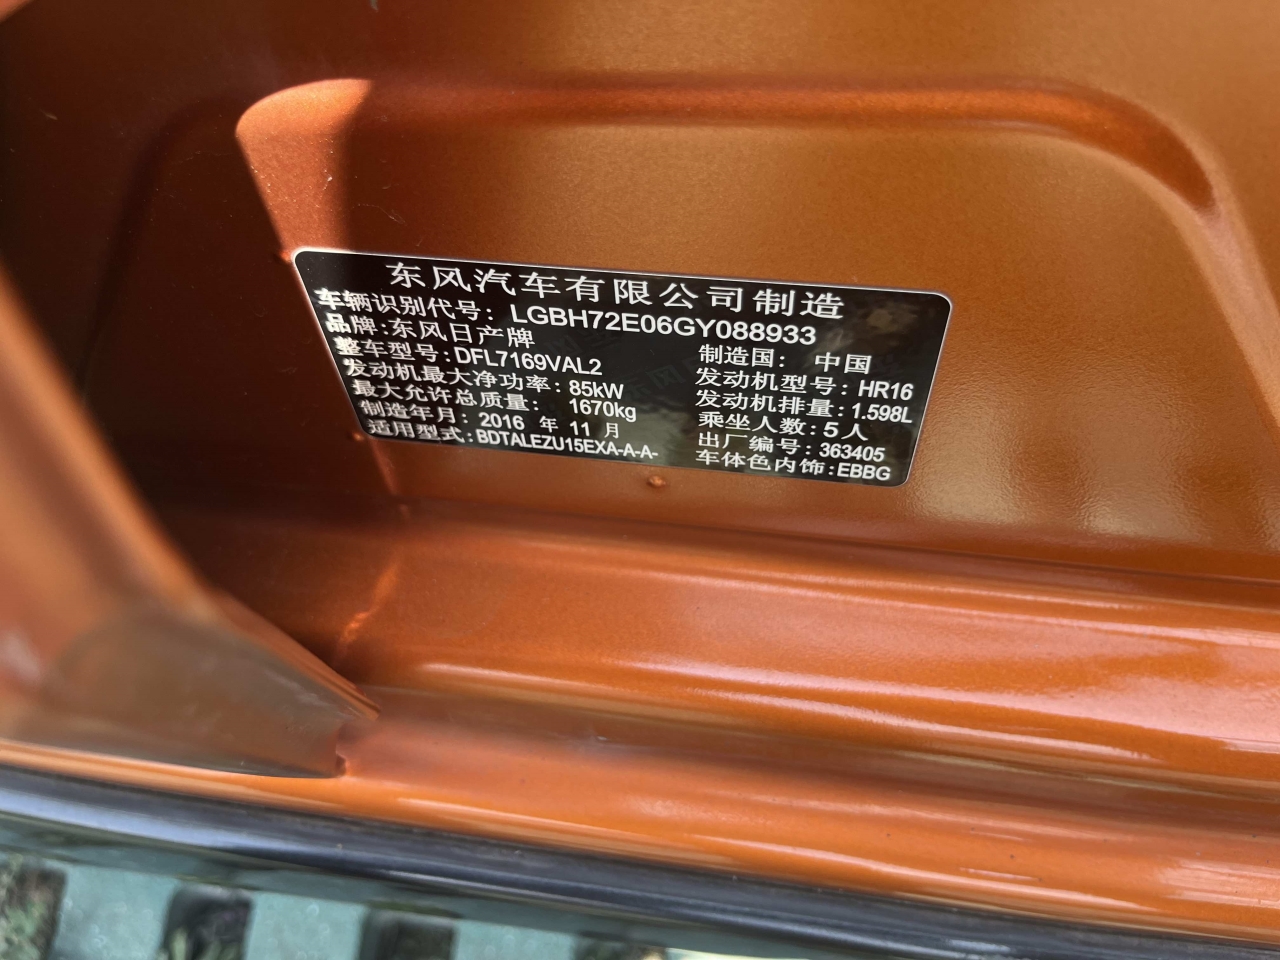 东风汽车有限公司制造
车辆识别代号: LGBH72E06GY088933
品牌:东风日产牌
制造国: 中国
整车型号:DFL7169VAL2
发动机型号: HR16
发动机最大净功率: 85kW
发动机排量: 1.598L
最大允许总质量: 1670kg
乘坐人数: 5人
制造年月: 2016 年 11 月
出厂编号: 363405
适用型式:BDTALEZU15EXA-A-A-
车体色内饰:EBBG